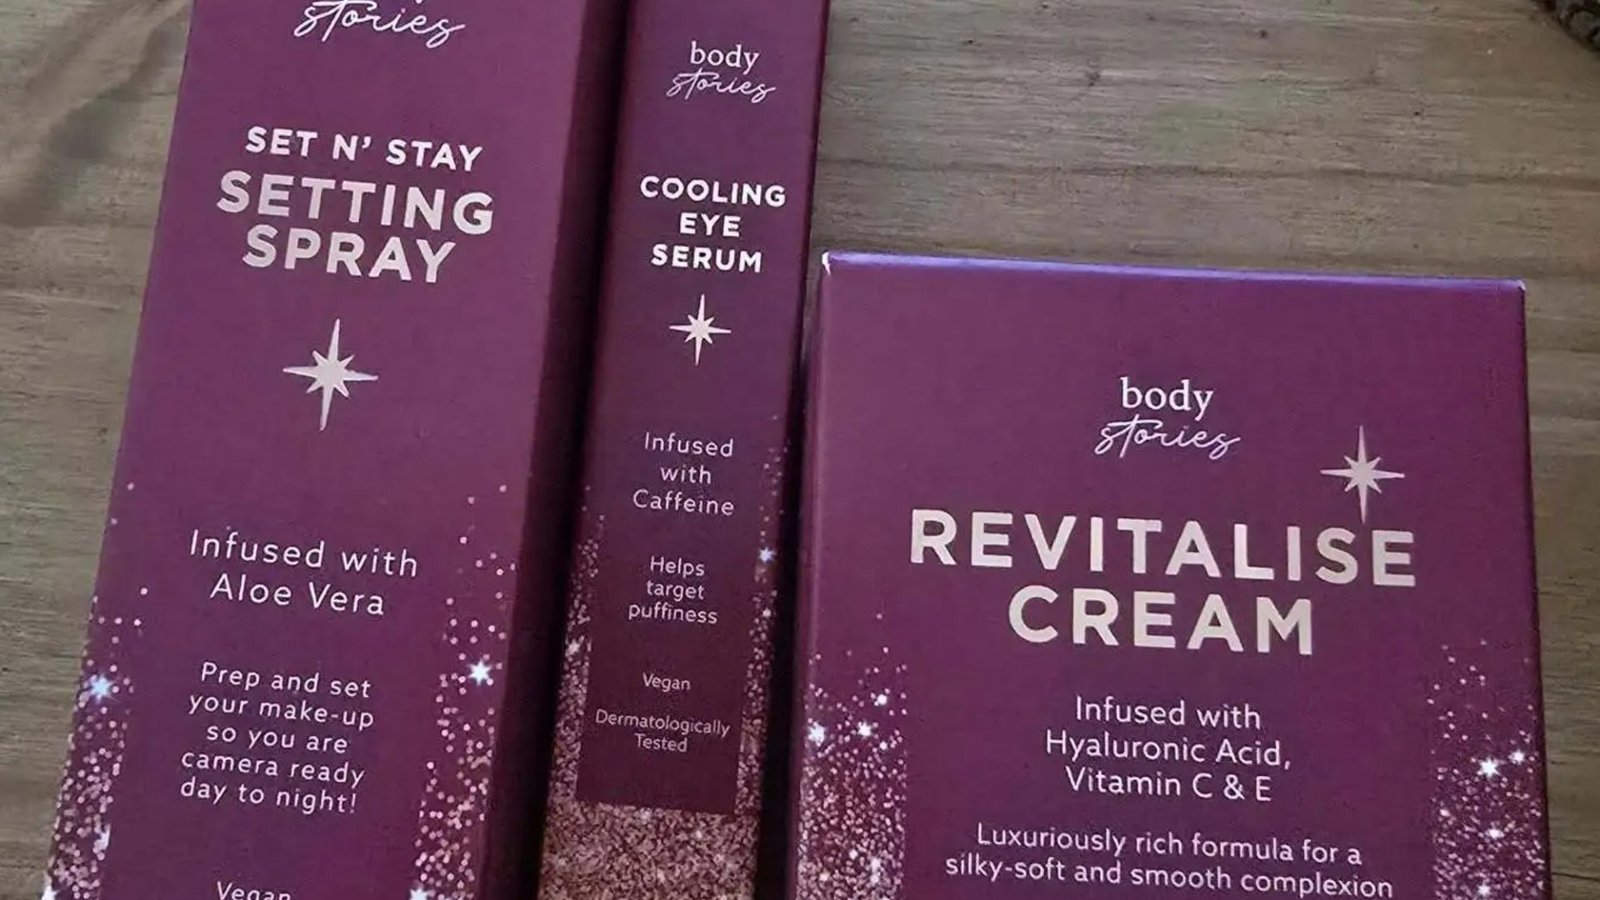 stories
SET N' STAY
SETTING
SPRAY
Infused with
Aloe Vera
Prep and set
your make-up
so you are
camera ready
day to night!
Vegan
body
stories
COOLING
EYE
SERUM
Infused
with
Caffeine
Helps
target
puffiness
Vegan
Dermatologically
Tested
body
stories
REVITALISE
CREAM
Infused with
Hyaluronic Acid,
Vitamin C & E
Luxuriously rich formula for a
silky-soft and smooth complexion